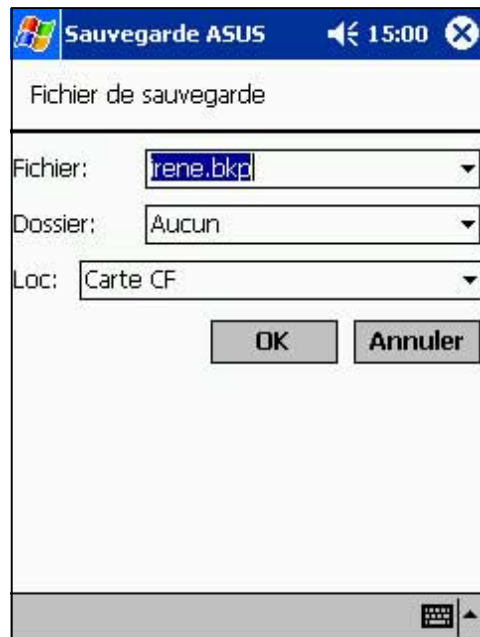 Sauvegarde ASUS 15:00
Fichier de sauvegarde
Fichier: irene.bkp
Dossier: Aucun
Loc: Carte CF
OK Annuler